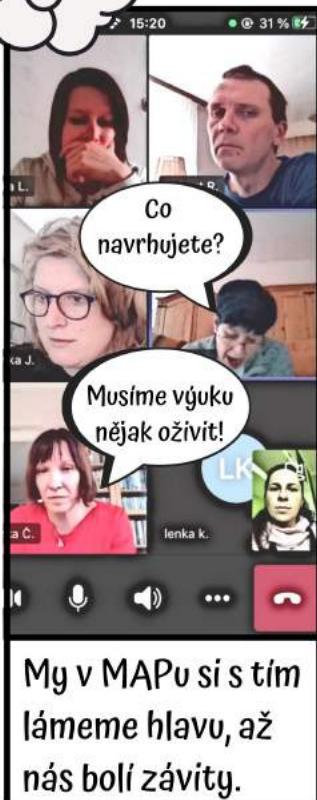 15:20
31 %
L.
R.
Co
navrhujete?
ka J.
Musíme výuku
nějak oživit!
LK
a Č.
lenka k.
My v MAPu si s tím
lámeme hlavu, až
nás bolí závity.